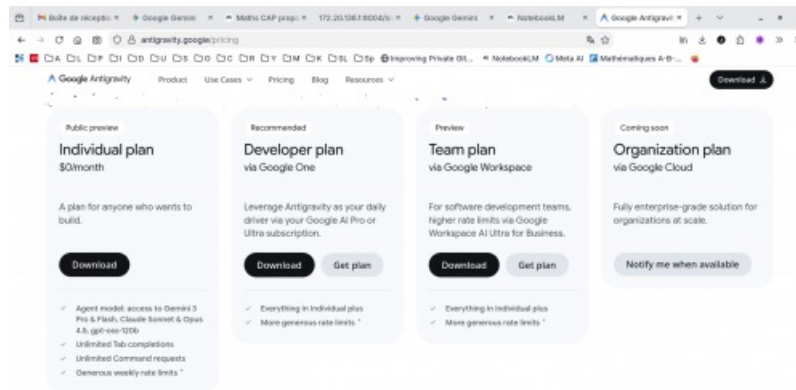 Boîte de réceptio
Google Gemini
Maths CAP prop
172.20.138.1:8004/
Google Gemini
NotebookLM
Google Antigravit
antigravity.google/pricing
Improving Private Git...
NotebookLM
Meta AI
Mathématiques A-B-...
Google Antigravity
Product
Use Cases
Pricing
Blog
Resources
Download
Public preview
Individual plan
$0/month
A plan for anyone who wants to
build.
Download
Agent model: access to Gemini 3
Pro & Flash, Claude Sonnet & Opus
4.5, gpt-oss-120b
Unlimited Tab completions
Unlimited Command requests
Generous weekly rate limits *
Recommended
Developer plan
via Google One
Leverage Antigravity as your daily
driver via your Google AI Pro or
Ultra subscription.
Download
Get plan
Everything in Individual plus
More generous rate limits *
Preview
Team plan
via Google Workspace
For software development teams,
higher rate limits via Google
Workspace AI Ultra for Business.
Download
Get plan
Everything in Individual plus
More generous rate limits *
Coming soon
Organization plan
via Google Cloud
Fully enterprise-grade solution for
organizations at scale.
Notify me when available